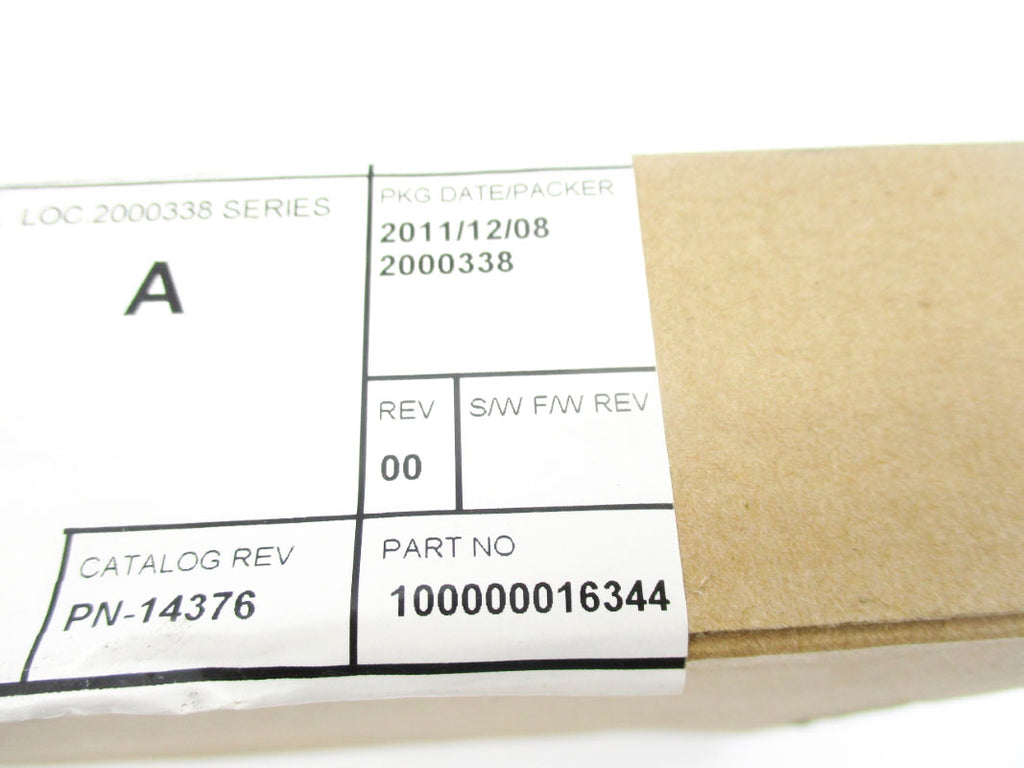 LOC 2000338 SERIES
A
PKG DATE/PACKER
2011/12/08
2000338
REV
00
S/W F/W REV
CATALOG REV
PN-14376
PART NO
100000016344